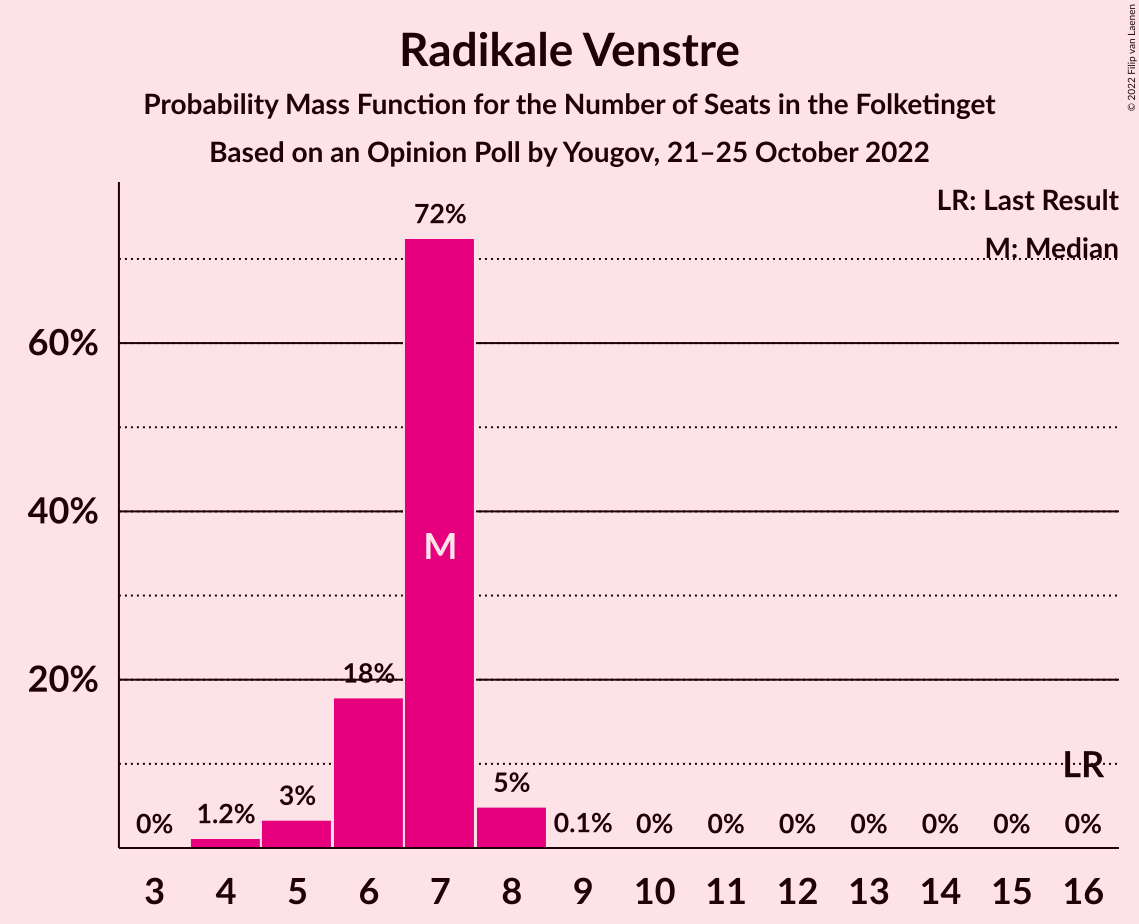 Radikale Venstre
Probability Mass Function for the Number of Seats in the Folketinget
Based on an Opinion Poll by Yougov, 21–25 October 2022
© 2022 Filip van Laenen
LR: Last Result
M: Median
72%
60%
40%
M
20%
18%
LR
5%
3%
1.2%
0%
0.1%
0%
0%
0%
0%
0%
0%
0%
3 4 5 6 7 8 9 10 11 12 13 14 15 16